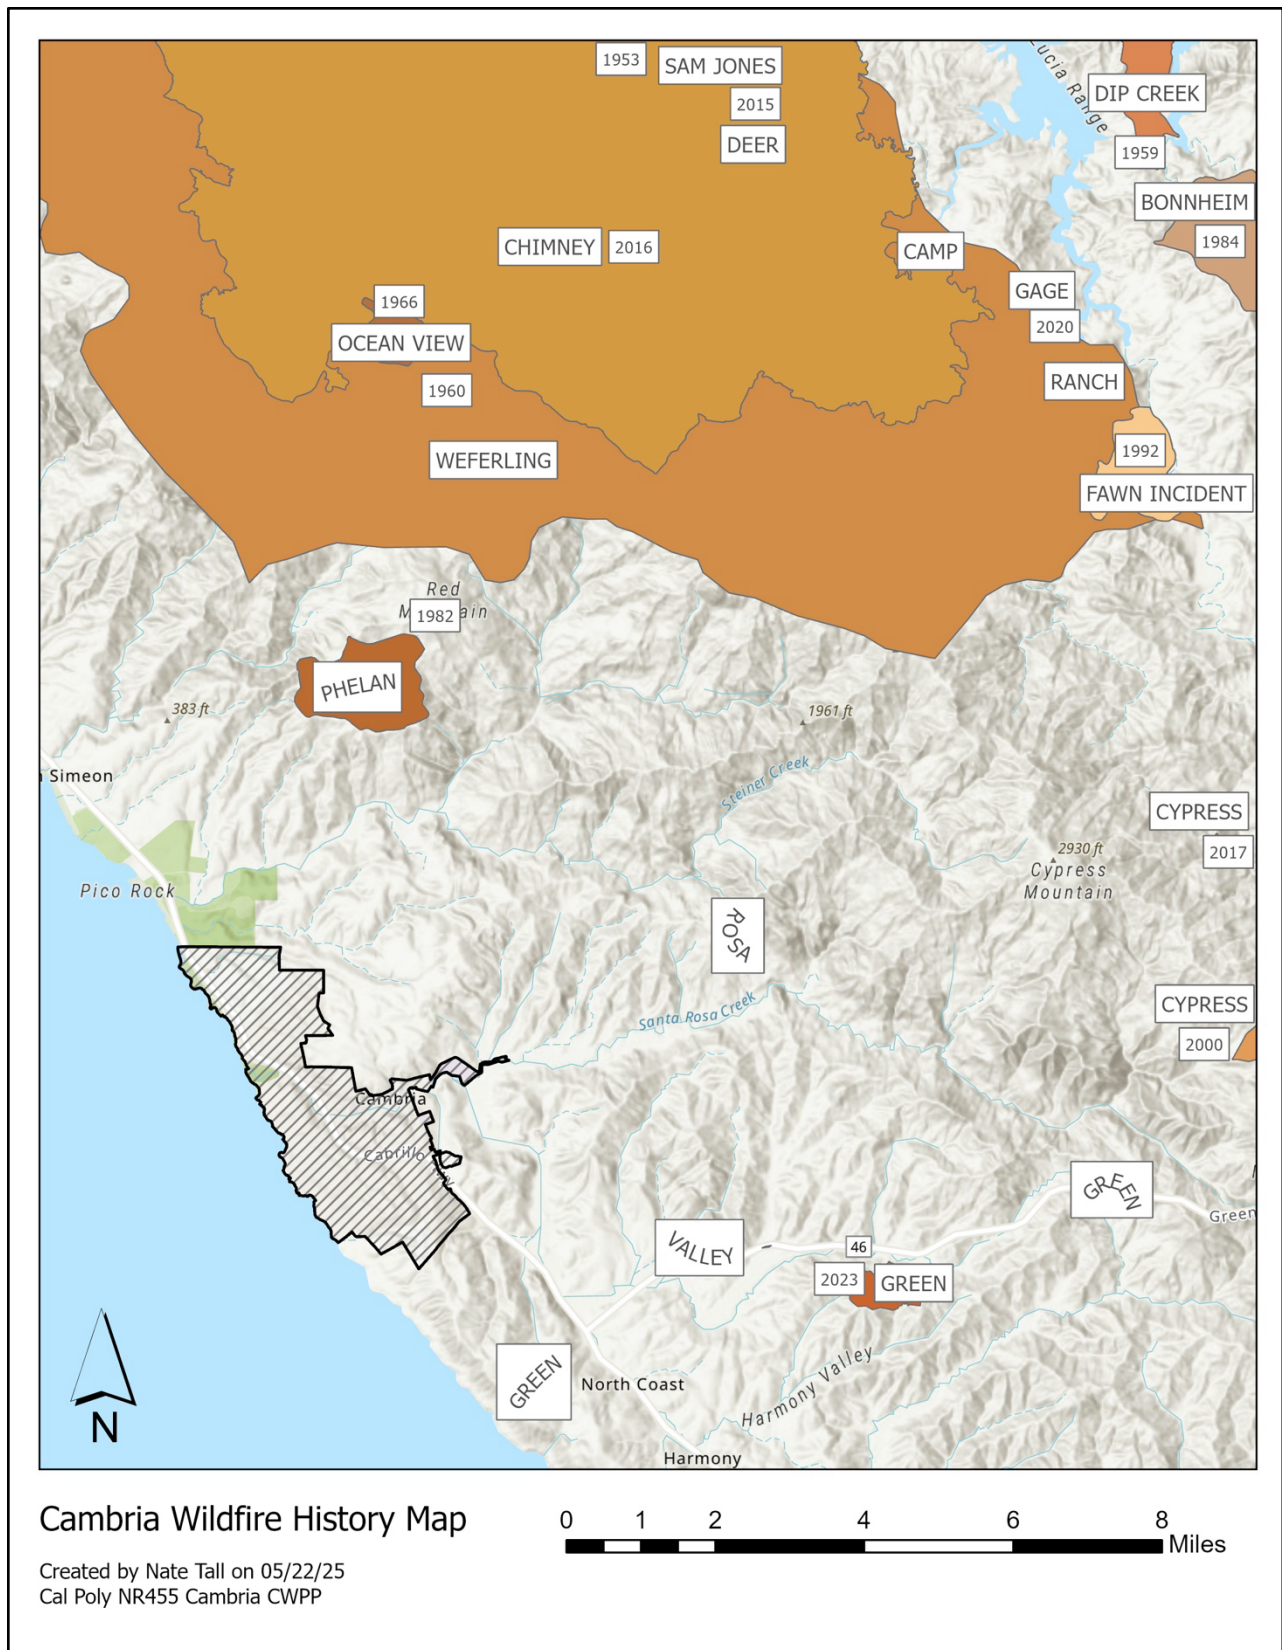 1953
SAM JONES
2015
DEER
Lucia Range
DIP CREEK
1959
BONNHEIM
1984
CHIMNEY
2016
CAMP
GAGE
2020
RANCH
1966
OCEAN VIEW
1960
WEFERLING
1992
FAWN INCIDENT
Red
1982
PHELAN
383 ft
1961 ft
Steiner Creek
Simeon
Pico Rock
CYPRESS
2017
2930 ft
Cypress
Mountain
ROSA
Santa Rosa Creek
CYPRESS
2000
Cambria
Cabrillo
GREEN
Green
VALLEY
46
2023
GREEN
GREEN
North Coast
Harmony Valley
Harmony
N
Cambria Wildfire History Map
0 1 2 4 6 8
Miles
Created by Nate Tall on 05/22/25
Cal Poly NR455 Cambria CWPP